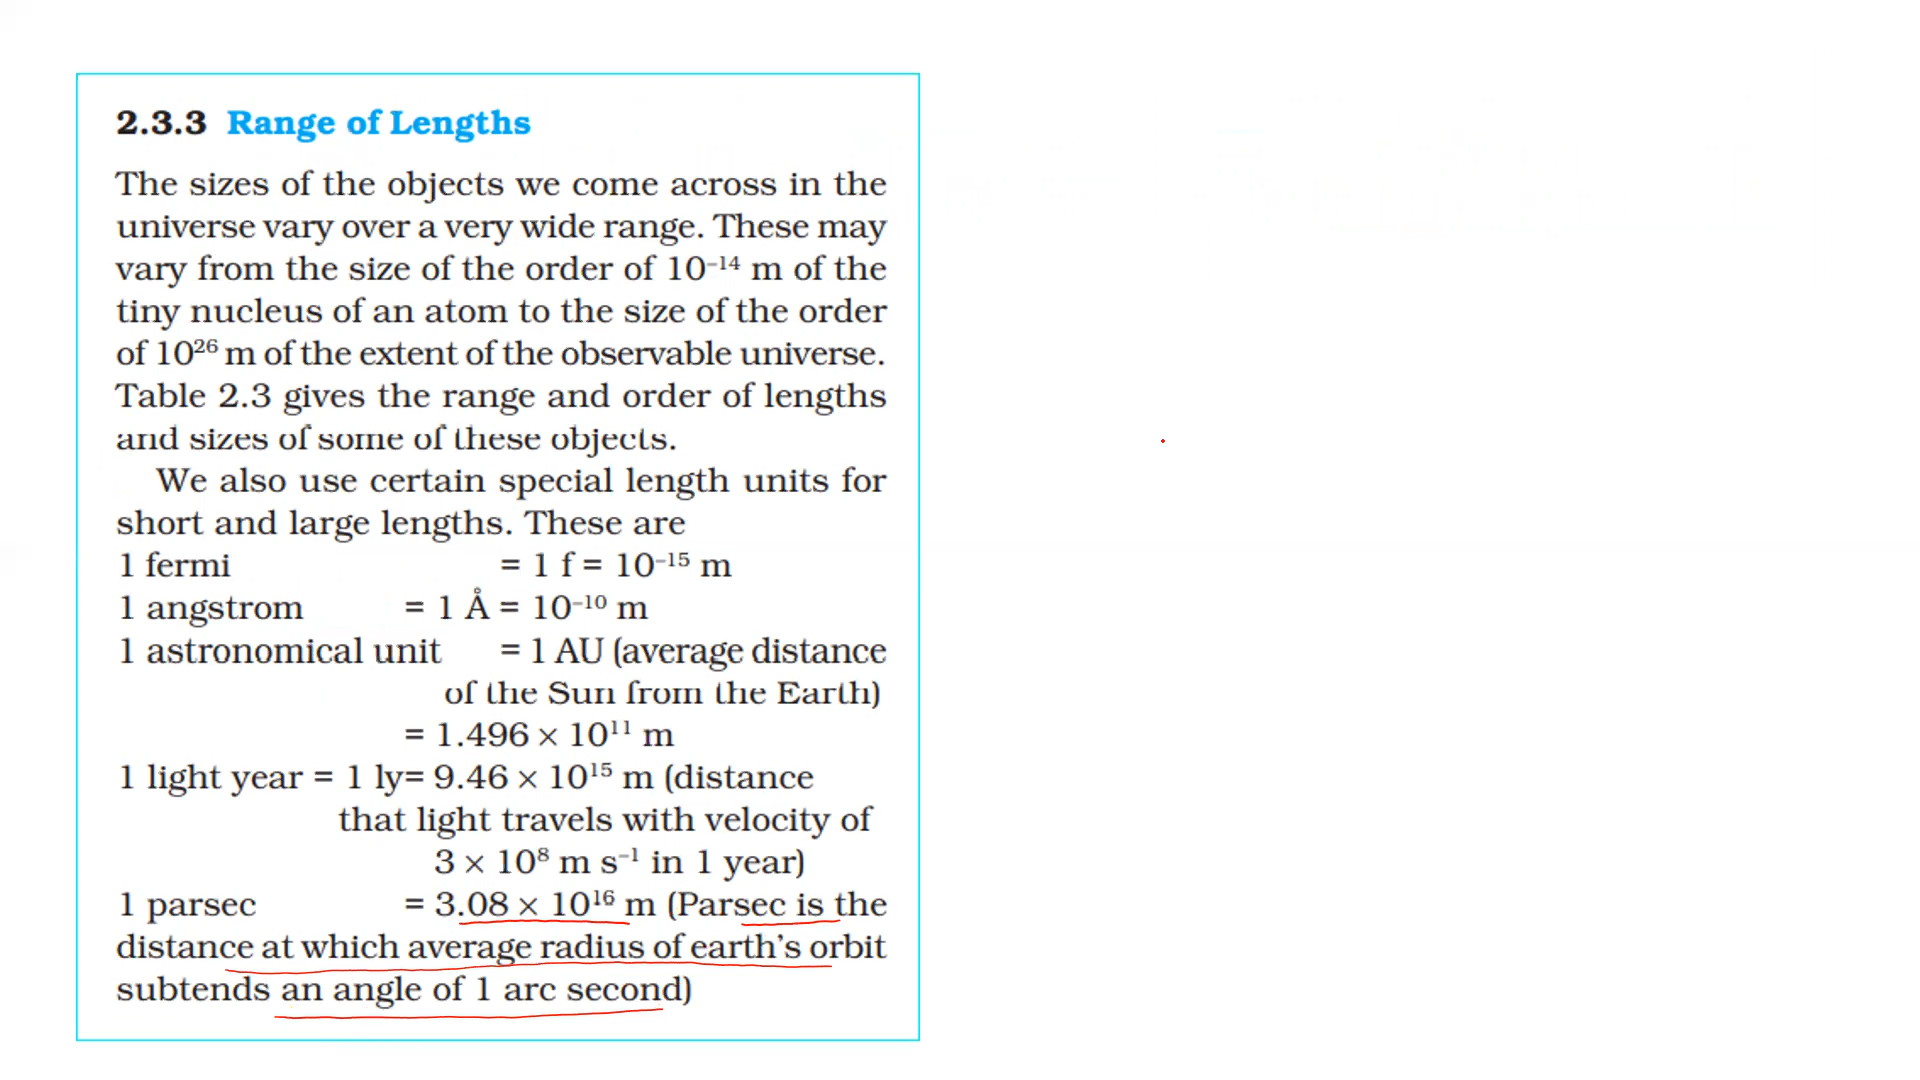 2.3.3 Range of Lengths
The sizes of the objects we come across in the
universe vary over a very wide range. These may
vary from the size of the order of 10⁻¹⁴ m of the
tiny nucleus of an atom to the size of the order
of 10²⁶ m of the extent of the observable universe.
Table 2.3 gives the range and order of lengths
and sizes of some of these objects.
We also use certain special length units for
short and large lengths. These are
1 fermi = 1 f = 10⁻¹⁵ m
1 angstrom = 1 Å = 10⁻¹⁰ m
1 astronomical unit = 1 AU (average distance
of the Sun from the Earth)
= 1.496 × 10¹¹ m
1 light year = 1 ly= 9.46 × 10¹⁵ m (distance
that light travels with velocity of
3 × 10⁸ m s⁻¹ in 1 year)
1 parsec = 3.08 × 10¹⁶ m (Parsec is the
distance at which average radius of earth's orbit
subtends an angle of 1 arc second)